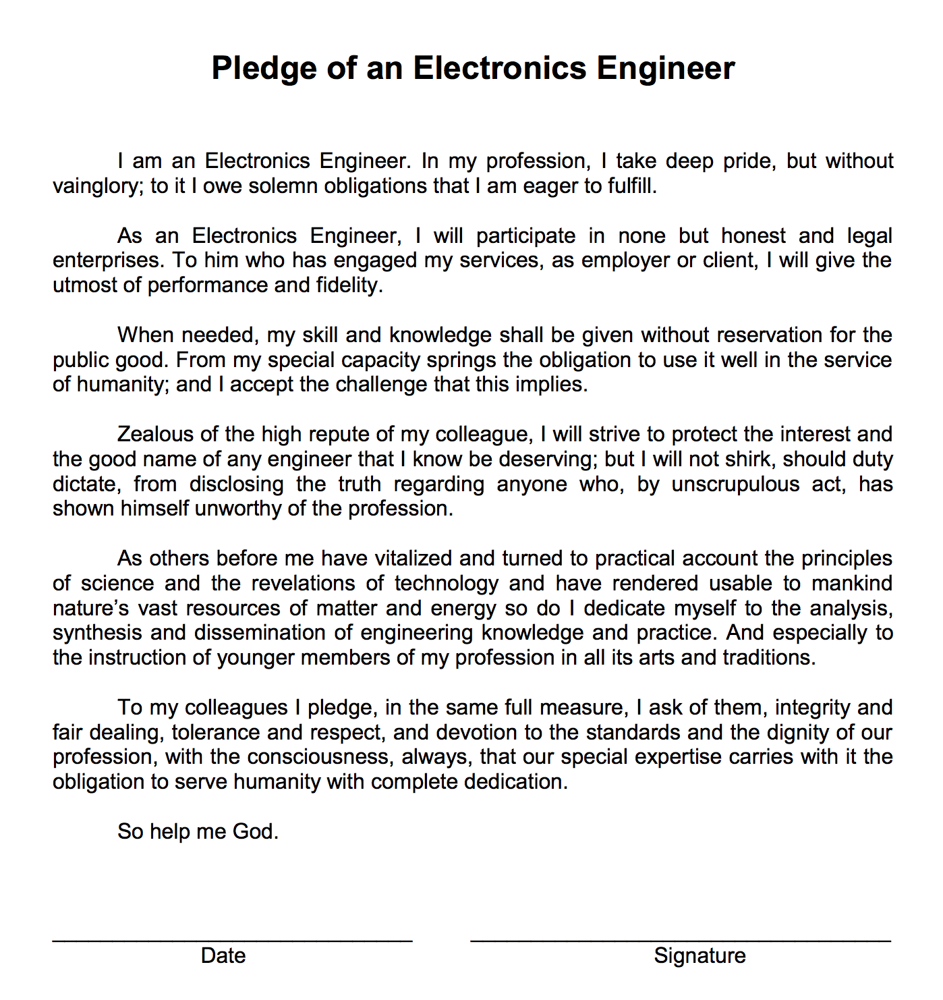 Pledge of an Electronics Engineer
I am an Electronics Engineer. In my profession, I take deep pride, but without
vainglory; to it I owe solemn obligations that I am eager to fulfill.
As an Electronics Engineer, I will participate in none but honest and legal
enterprises. To him who has engaged my services, as employer or client, I will give the
utmost of performance and fidelity.
When needed, my skill and knowledge shall be given without reservation for the
public good. From my special capacity springs the obligation to use it well in the service
of humanity; and I accept the challenge that this implies.
Zealous of the high repute of my colleague, I will strive to protect the interest and
the good name of any engineer that I know be deserving; but I will not shirk, should duty
dictate, from disclosing the truth regarding anyone who, by unscrupulous act, has
shown himself unworthy of the profession.
As others before me have vitalized and turned to practical account the principles
of science and the revelations of technology and have rendered usable to mankind
nature’s vast resources of matter and energy so do I dedicate myself to the analysis,
synthesis and dissemination of engineering knowledge and practice. And especially to
the instruction of younger members of my profession in all its arts and traditions.
To my colleagues I pledge, in the same full measure, I ask of them, integrity and
fair dealing, tolerance and respect, and devotion to the standards and the dignity of our
profession, with the consciousness, always, that our special expertise carries with it the
obligation to serve humanity with complete dedication.
So help me God.
Date Signature